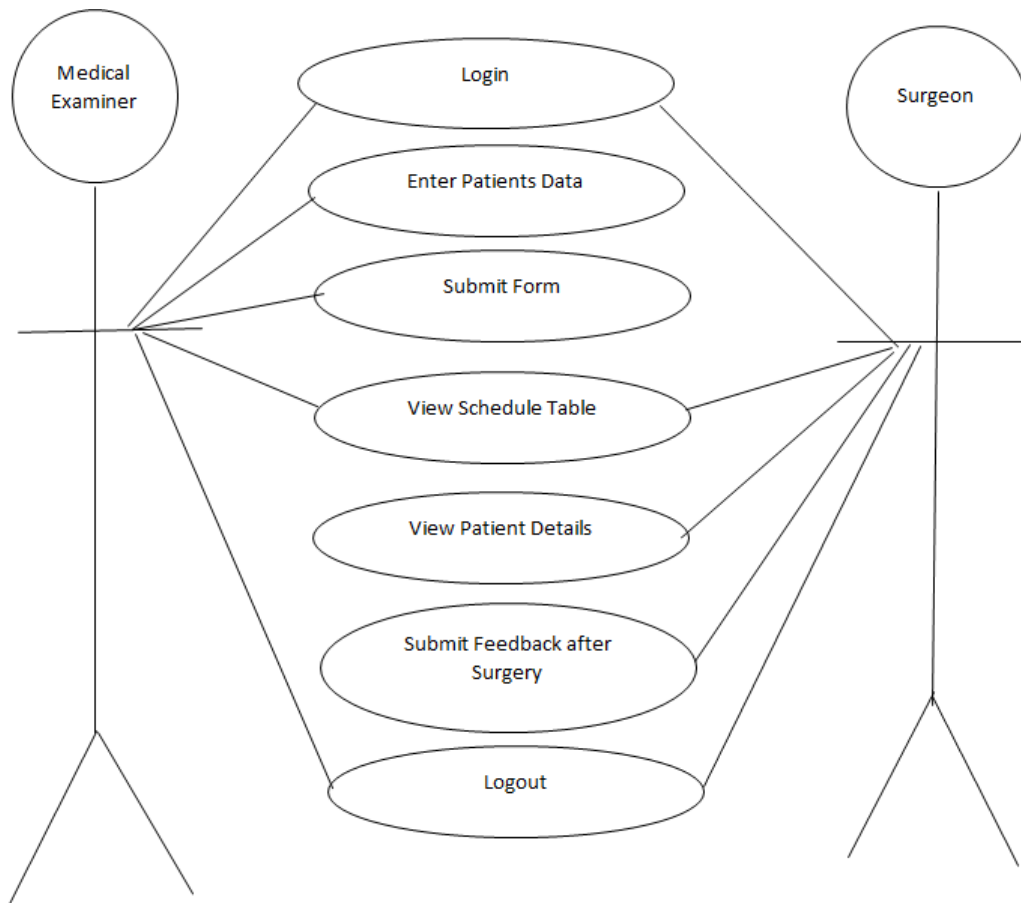 Medical
Examiner
Login
Surgeon
Enter Patients Data
Submit Form
View Schedule Table
View Patient Details
Submit Feedback after
Surgery
Logout